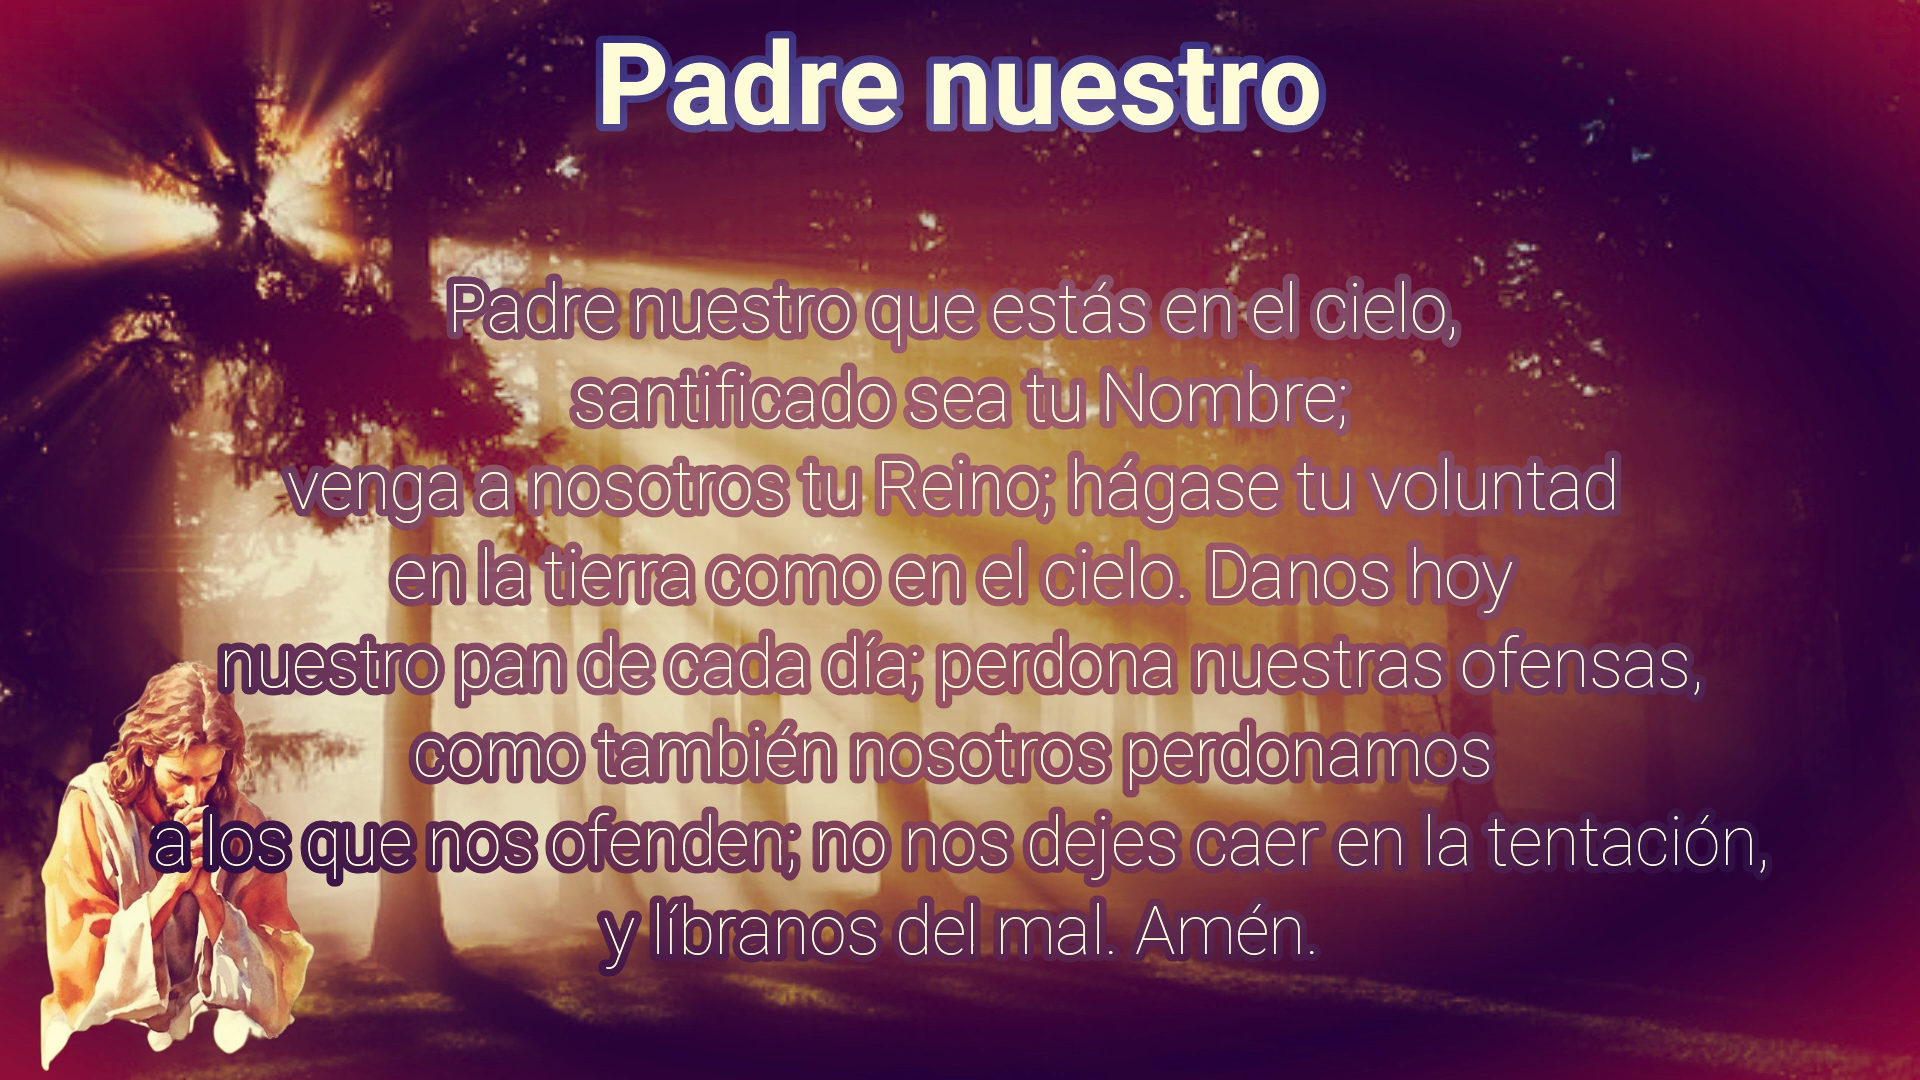 Padre nuestro
Padre nuestro que estás en el cielo,
santificado sea tu Nombre;
venga a nosotros tu Reino; hágase tu voluntad
en la tierra como en el cielo. Danos hoy
nuestro pan de cada día; perdona nuestras ofensas,
como también nosotros perdonamos
a los que nos ofenden; no nos dejes caer en la tentación,
y líbranos del mal. Amén.